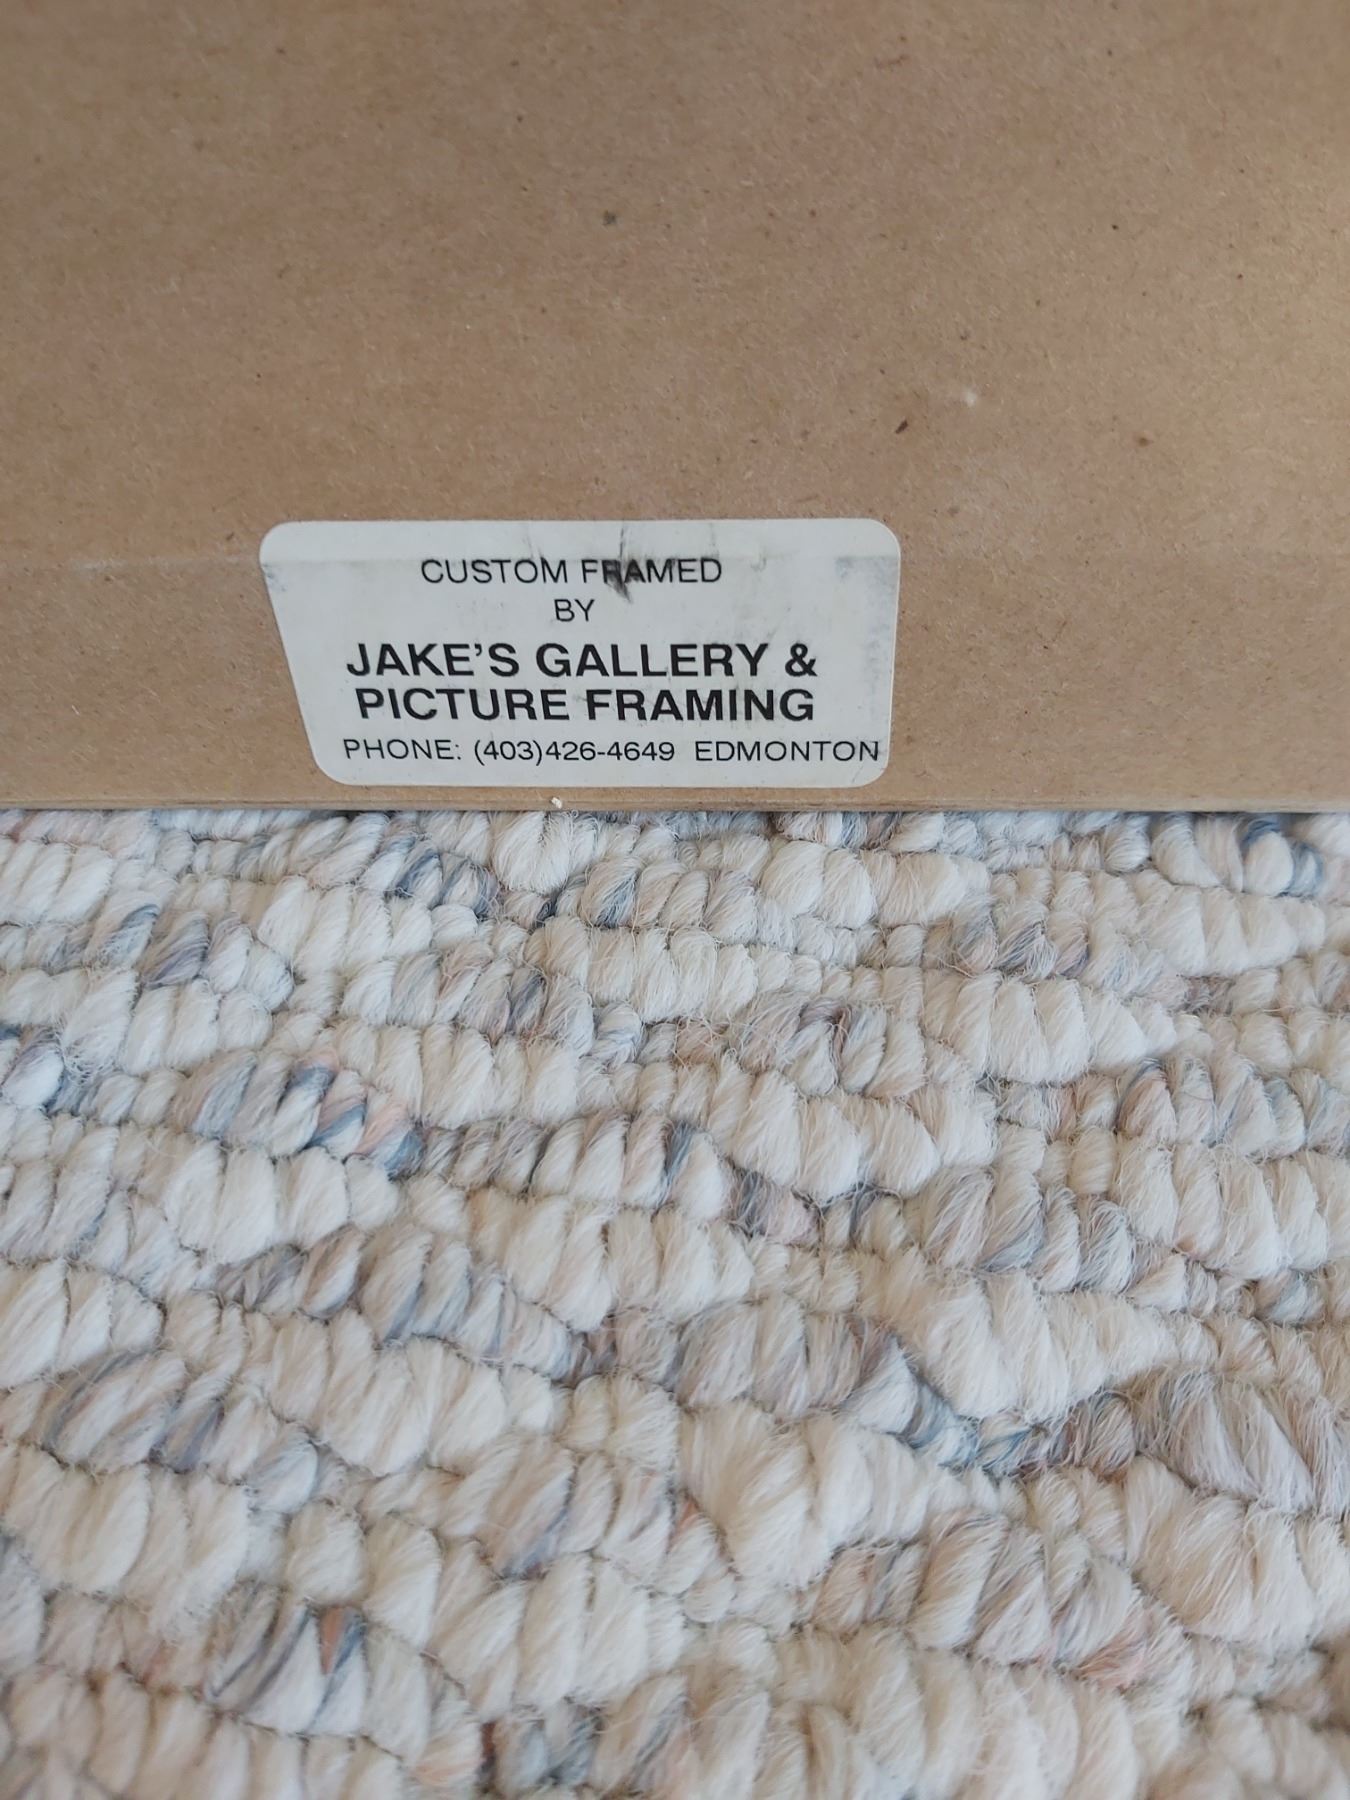 CUSTOM FRAMED
BY
JAKE'S GALLERY &
PICTURE FRAMING
PHONE: (403)426-4649 EDMONTON